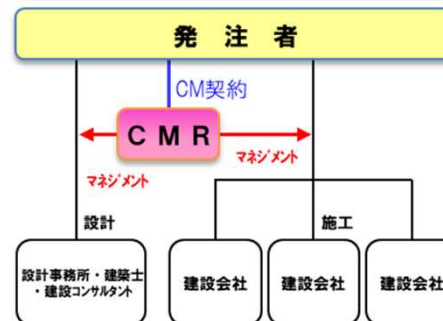 発注者
CM契約
CMR
マネジメント
マネジメント
設計
施工
設計事務所・建築士
・建設コンサルタント
建設会社
建設会社
建設会社